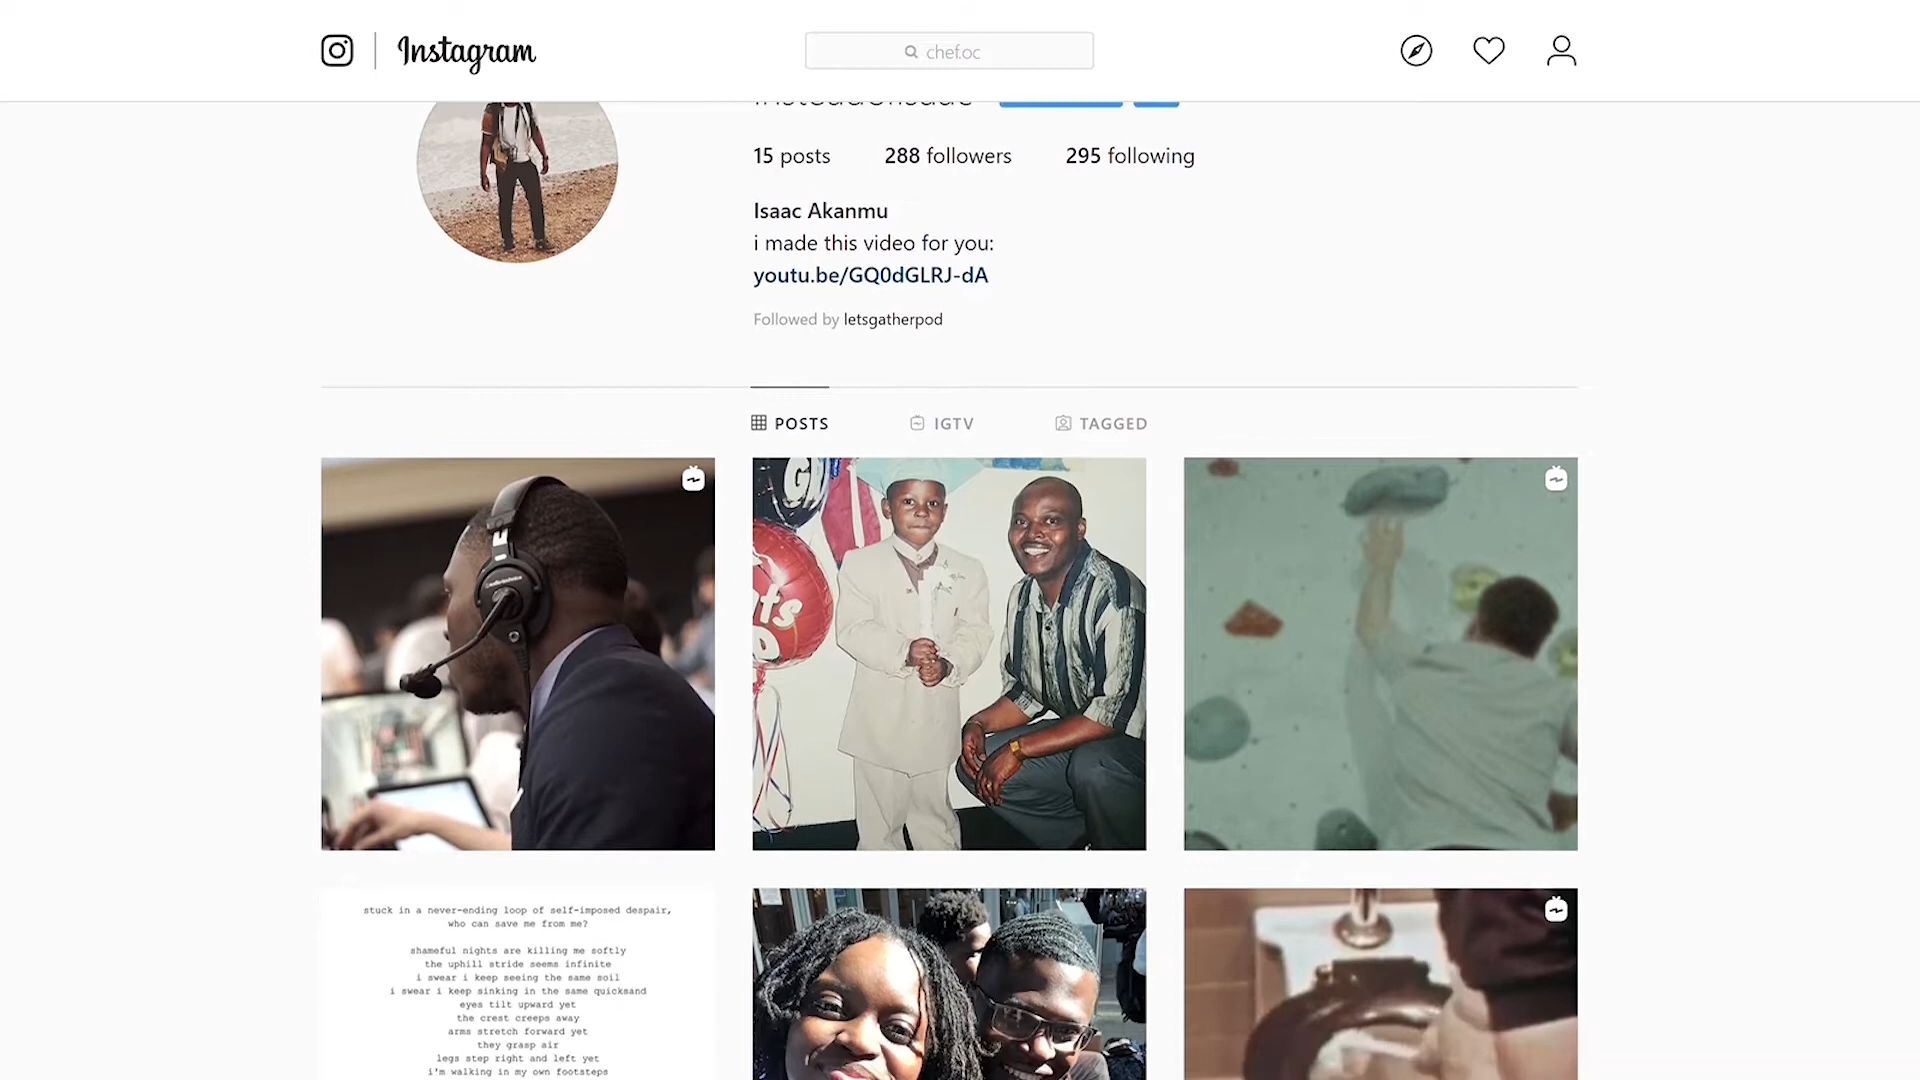 Instagram
chef.oc
15 posts 288 followers 295 following
Isaac Akanmu
i made this video for you:
youtu.be/GQ0dGLRJ-dA
Followed by letsgatherpod
POSTS IGTV TAGGED
G
ts
stuck in a never-ending loop of self-imposed despair,
who can save me from me?
shameful nights are killing me softly
the uphill stride seems infinite
i swear i keep seeing the same soil
i swear i keep sinking in the same quicksand
eyes tilt upward yet
the crest creeps away
arms stretch forward yet
they grasp air
legs step right and left yet
i'm walking in my own footsteps